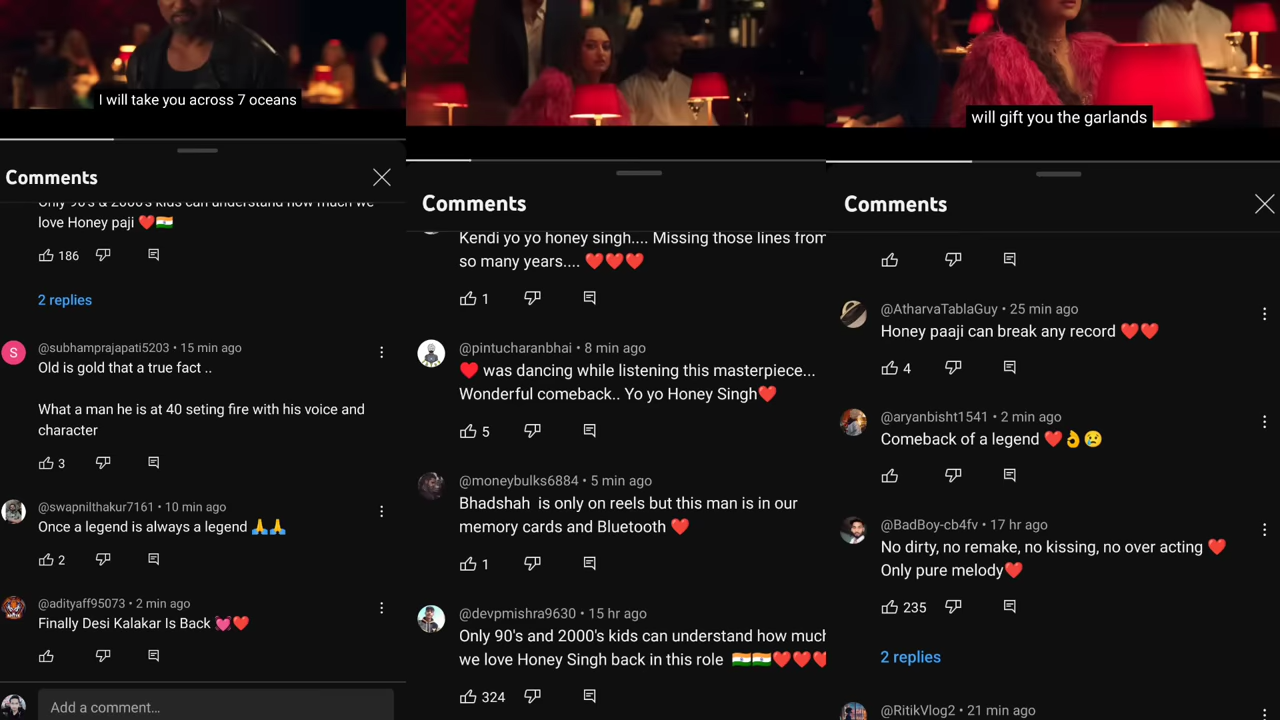 I will take you across 7 oceans
Comments
Only 90's & 2000's kids can understand how much we
love Honey paji ❤️🇮🇳
186
2 replies
S
@subhamprajapati5203 • 15 min ago
Old is gold that a true fact ..
What a man he is at 40 seting fire with his voice and
character
3
@swapnilthakur7161 • 10 min ago
Once a legend is always a legend 🙏🙏
2
@adityaff95073 • 2 min ago
Finally Desi Kalakar Is Back 💓❤️
Add a comment...
Comments
Kendi yo yo honey singh.... Missing those lines from
so many years.... ❤️❤️❤️
1
@pintucharanbhai • 8 min ago
♥️ was dancing while listening this masterpiece...
Wonderful comeback.. Yo yo Honey Singh❤️
5
@moneybulks6884 • 5 min ago
Bhadshah is only on reels but this man is in our
memory cards and Bluetooth ❤️
1
@devpmishra9630 • 15 hr ago
Only 90's and 2000's kids can understand how much
we love Honey Singh back in this role 🇮🇳🇮🇳❤️❤️❤️
324
will gift you the garlands
Comments
@AtharvaTablaGuy • 25 min ago
Honey paaji can break any record ❤️❤️
4
@aryanbisht1541 • 2 min ago
Comeback of a legend ❤️👌😢
@BadBoy-cb4fv • 17 hr ago
No dirty, no remake, no kissing, no over acting ❤️
Only pure melody❤️
235
2 replies
@RitikVlog2 • 21 min ago